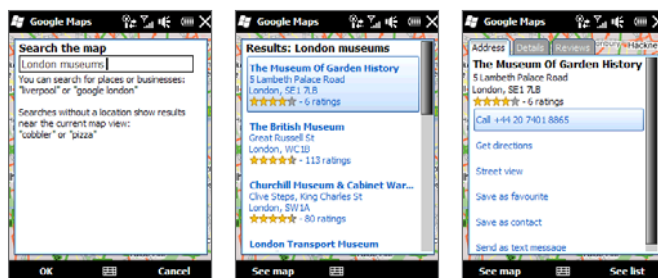 Google Maps
Search the map
London museums
You can search for places or businesses:
"liverpool" or "google london"
Searches without a location show results
near the current map view:
"cobbler" or "pizza"
OK
Cancel
Google Maps
Results: London museums
The Museum Of Garden History
5 Lambeth Palace Road
London, SE1 7LB
- 6 ratings
The British Museum
Great Russell St
London, WC1B
- 113 ratings
Churchill Museum & Cabinet War...
Clive Steps, King Charles St
London, SW1A
- 80 ratings
London Transport Museum
See map
Google Maps
Address Details Reviews
The Museum Of Garden History
5 Lambeth Palace Road
London, SE1 7LB
- 6 ratings
Call +44 20 7401 8865
Get directions
Street view
Save as favourite
Save as contact
Send as text message
See map
See list